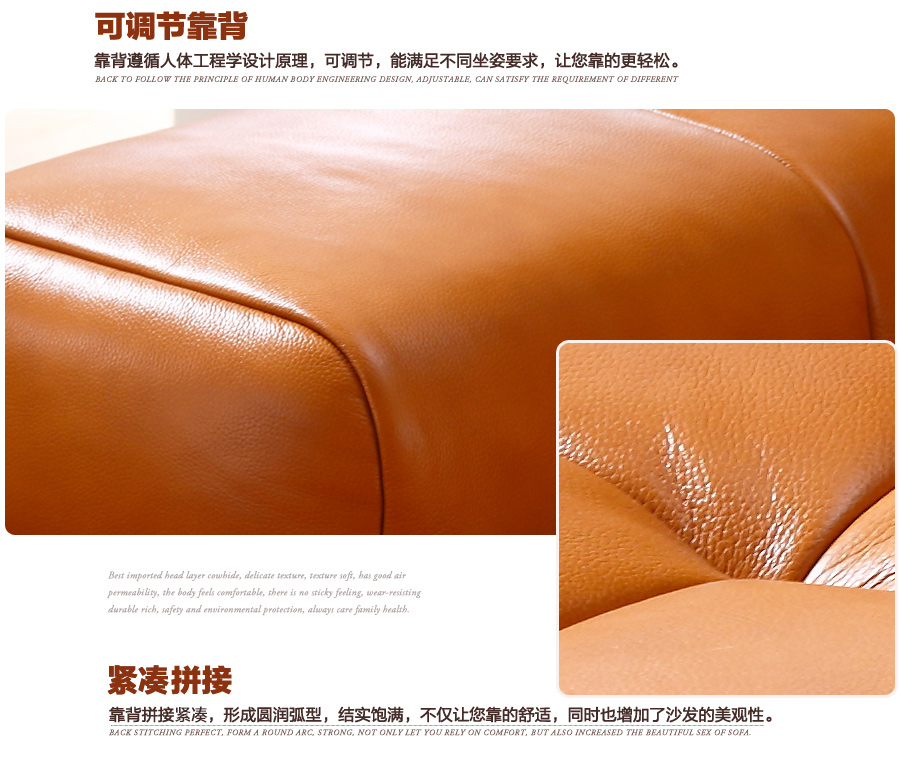 可调节靠背
靠背遵循人体工程学设计原理，可调节，能满足不同坐姿要求，让您靠的更轻松。
BACK TO FOLLOW THE PRINCIPLE OF HUMAN BODY ENGINEERING DESIGN, ADJUSTABLE, CAN SATISFY THE REQUIREMENT OF DIFFERENT
Best imported head layer cowhide, delicate texture, texture soft, has good air
permeability, the body feels comfortable, there is no sticky feeling, wear-resisting
durable rich, safety and environmental protection, always care family health.
紧凑拼接
靠背拼接紧凑，形成圆润弧型，结实饱满，不仅让您靠的舒适，同时也增加了沙发的美观性。
BACK STITCHING PERFECT, FORM A ROUND ARC, STRONG, NOT ONLY LET YOU RELY ON COMFORT, BUT ALSO INCREASED THE BEAUTIFUL SEX OF SOFA.